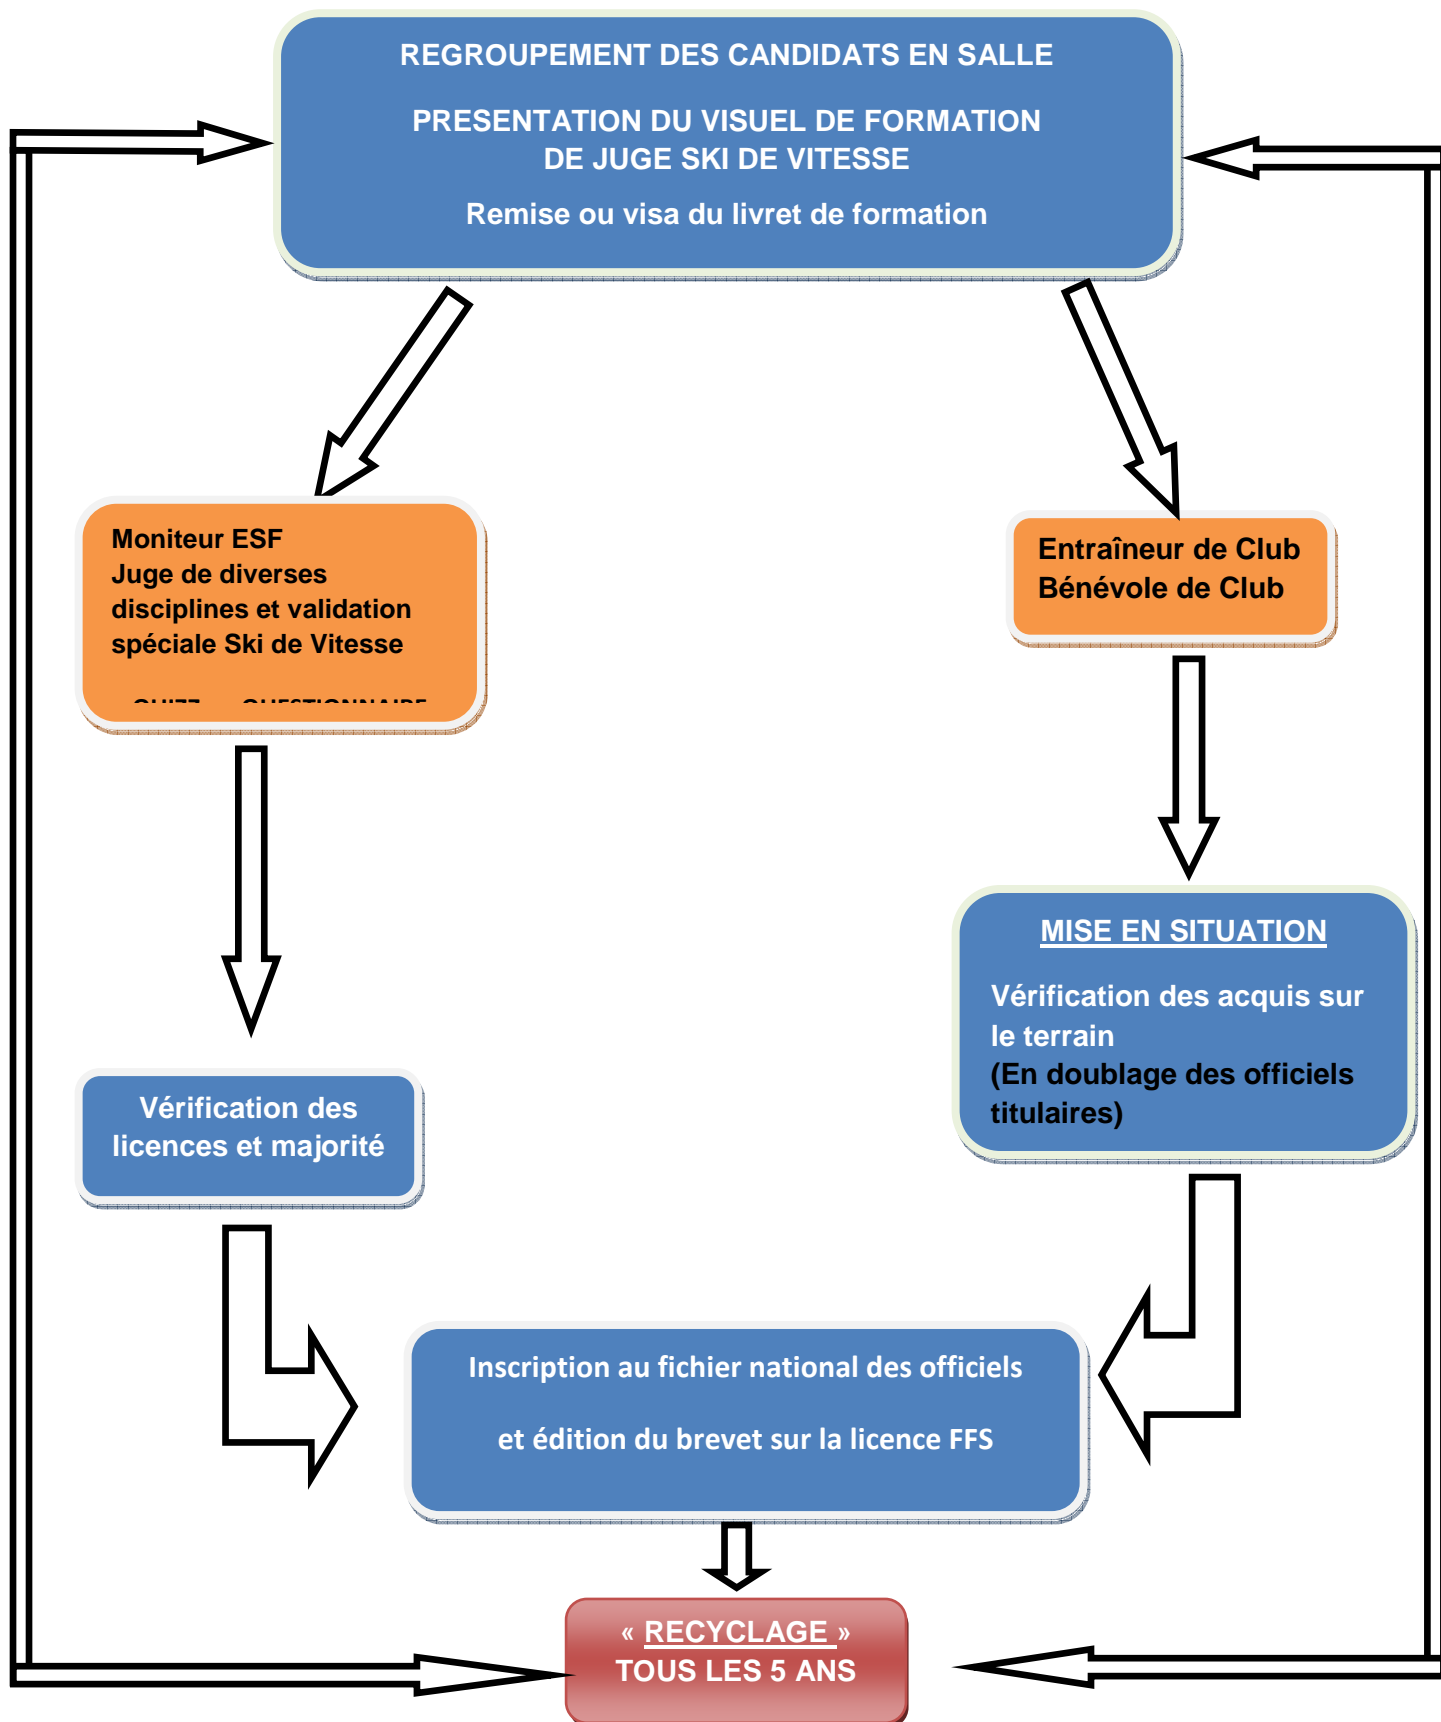 REGROUPEMENT DES CANDIDATS EN SALLE
PRESENTATION DU VISUEL DE FORMATION
DE JUGE SKI DE VITESSE
Remise ou visa du livret de formation
Moniteur ESF
Juge de diverses
disciplines et validation
spéciale Ski de Vitesse
QUIZZ QUESTIONNAIRE
Entraîneur de Club
Bénévole de Club
MISE EN SITUATION
Vérification des acquis sur
le terrain
(En doublage des officiels
titulaires)
Vérification des
licences et majorité
Inscription au fichier national des officiels
et édition du brevet sur la licence FFS
« RECYCLAGE »
TOUS LES 5 ANS